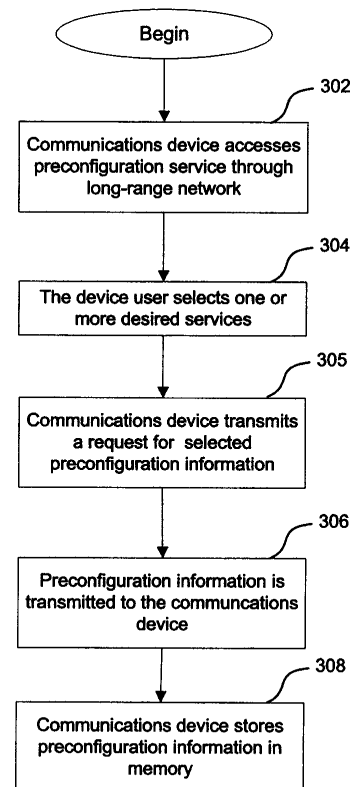 Begin
302
Communications device accesses
preconfiguration service through
long-range network
304
The device user selects one or
more desired services
305
Communications device transmits
a request for selected
preconfiguration information
306
Preconfiguration information is
transmitted to the communcations
device
308
Communications device stores
preconfiguration information in
memory